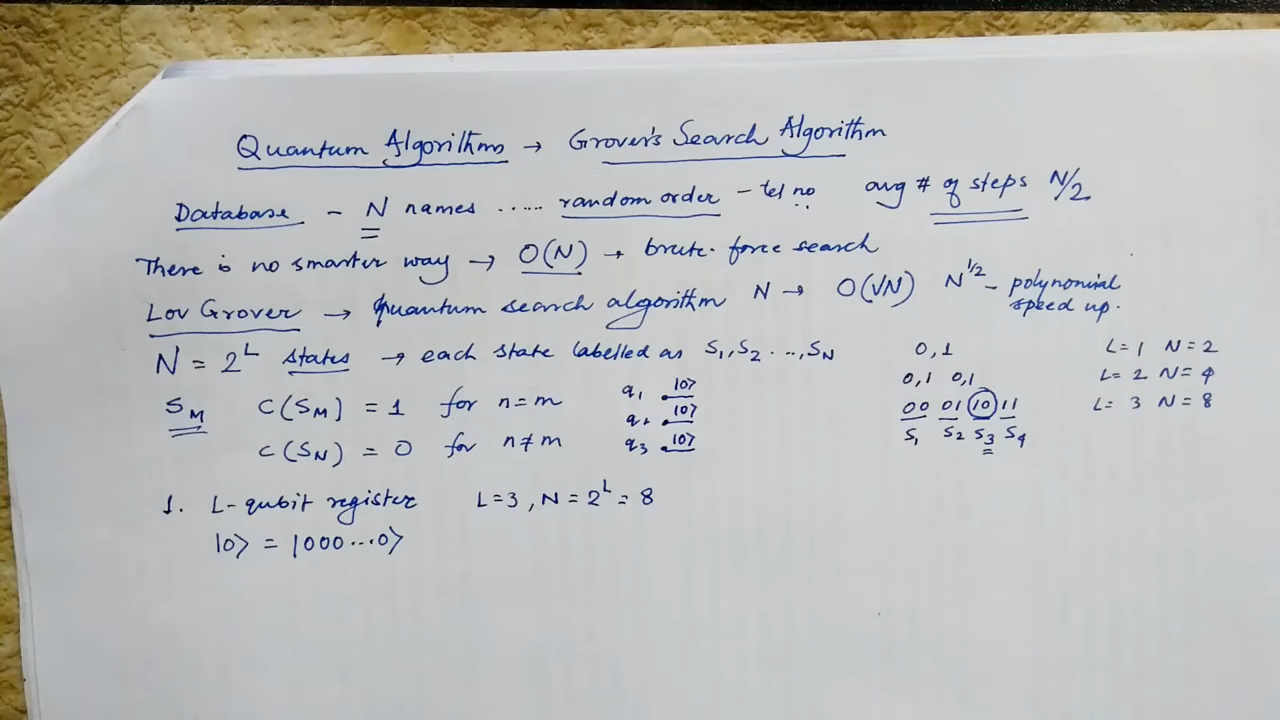 Quantum Algorithms → Grover's Search Algorithm
Database - N names ..... random order - tel no.. avg # of steps N/2
There is no smarter way → O(N) → brute-force search
Lov Grover → quantum search algorithm N → O(√N) N^1/2 - polynomial speed up.
N = 2^L states → each state labelled as S₁, S₂ ..., S_N
S_M C(S_M) = 1 for n = m
C(S_N) = 0 for n ≠ m
q₁ |0⟩
q₂ |0⟩
q₃ |0⟩
0, 1
0,1 0,1
00 01 10 11
S₁ S₂ S₃ S₄
L = 1 N = 2
L = 2 N = 4
L = 3 N = 8
1. L-qubit register L=3, N = 2^L = 8
|0⟩ = |000...0⟩